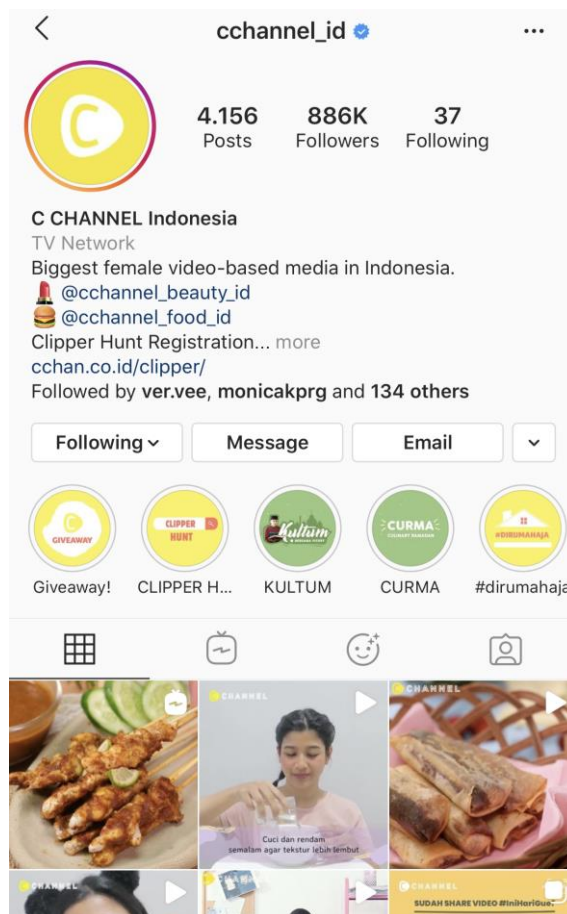 cchannel_id
4.156 886K 37
Posts Followers Following
C CHANNEL Indonesia
TV Network
Biggest female video-based media in Indonesia.
@cchannel_beauty_id
@cchannel_food_id
Clipper Hunt Registration... more
cchan.co.id/clipper/
Followed by ver.vee, monicakprg and 134 others
Following Message Email
C
GIVEAWAY
CLIPPER
HUNT
Kultum
CURMA
#DIRUMAHAJA
Giveaway! CLIPPER H... KULTUM CURMA #dirumahaja
C CHANNEL
C CHANNEL
Cuci dan rendam
semalam agar tekstur lebih lembut
C CHANNEL
C CHANNEL
C CHANNEL
SUDAH SHARE VIDEO #IniHariGue?